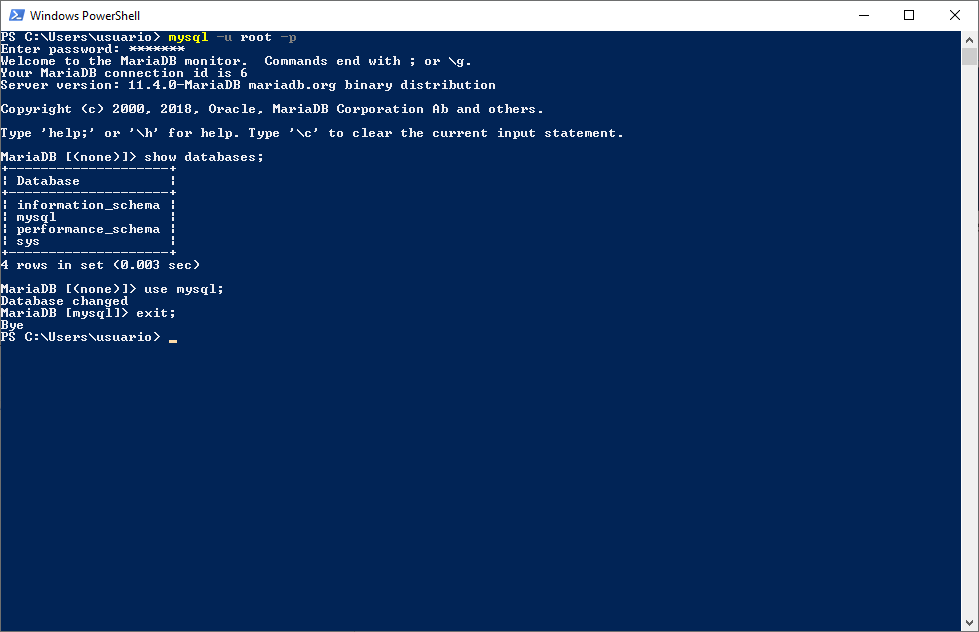 Windows PowerShell
PS C:\Users\usuario> mysql -u root -p
Enter password: *******
Welcome to the MariaDB monitor.  Commands end with ; or \g.
Your MariaDB connection id is 6
Server version: 11.4.0-MariaDB mariadb.org binary distribution
Copyright (c) 2000, 2018, Oracle, MariaDB Corporation Ab and others.
Type 'help;' or '\h' for help. Type '\c' to clear the current input statement.
MariaDB [(none)]> show databases;
+--------------------+
| Database           |
+--------------------+
| information_schema |
| mysql              |
| performance_schema |
| sys                |
+--------------------+
4 rows in set (0.003 sec)
MariaDB [(none)]> use mysql;
Database changed
MariaDB [mysql]> exit;
Bye
PS C:\Users\usuario> _